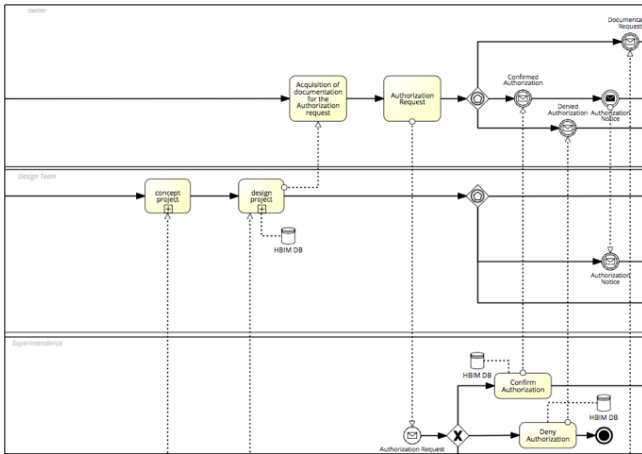 owner
Documenta
Request
Acquisition of
documentation
for the
Authorization
request
Authorization
Request
Confirmed
Authorization
Denied
Authorization
Authorization
Notice
Design Team
concept
project
design
project
HBIM DB
Authorization
Notice
Superintendence
HBIM DB
Confirm
Authorization
HBIM DB
Deny
Authorization
Authorization Request